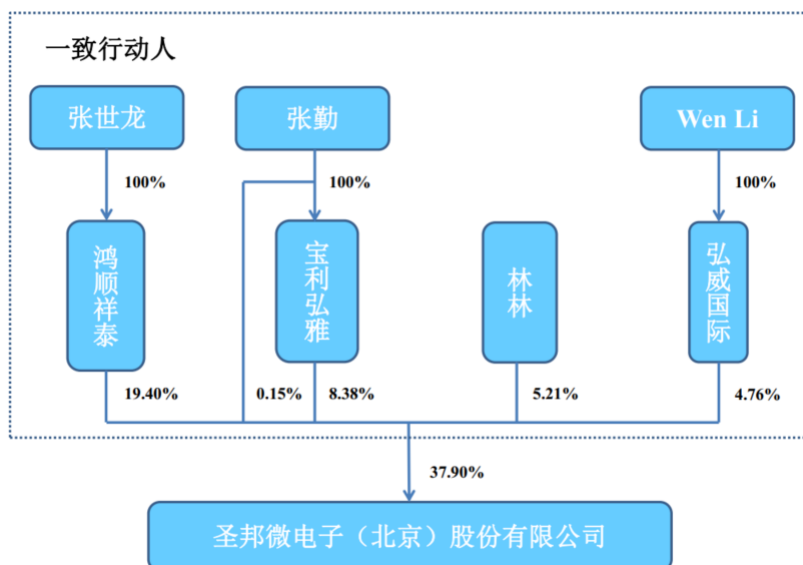 一致行动人
张世龙
张勤
Wen Li
100%
100%
100%
鸿顺祥泰
宝利弘雅
林林
弘威国际
19.40%
0.15%
8.38%
5.21%
4.76%
37.90%
圣邦微电子（北京）股份有限公司